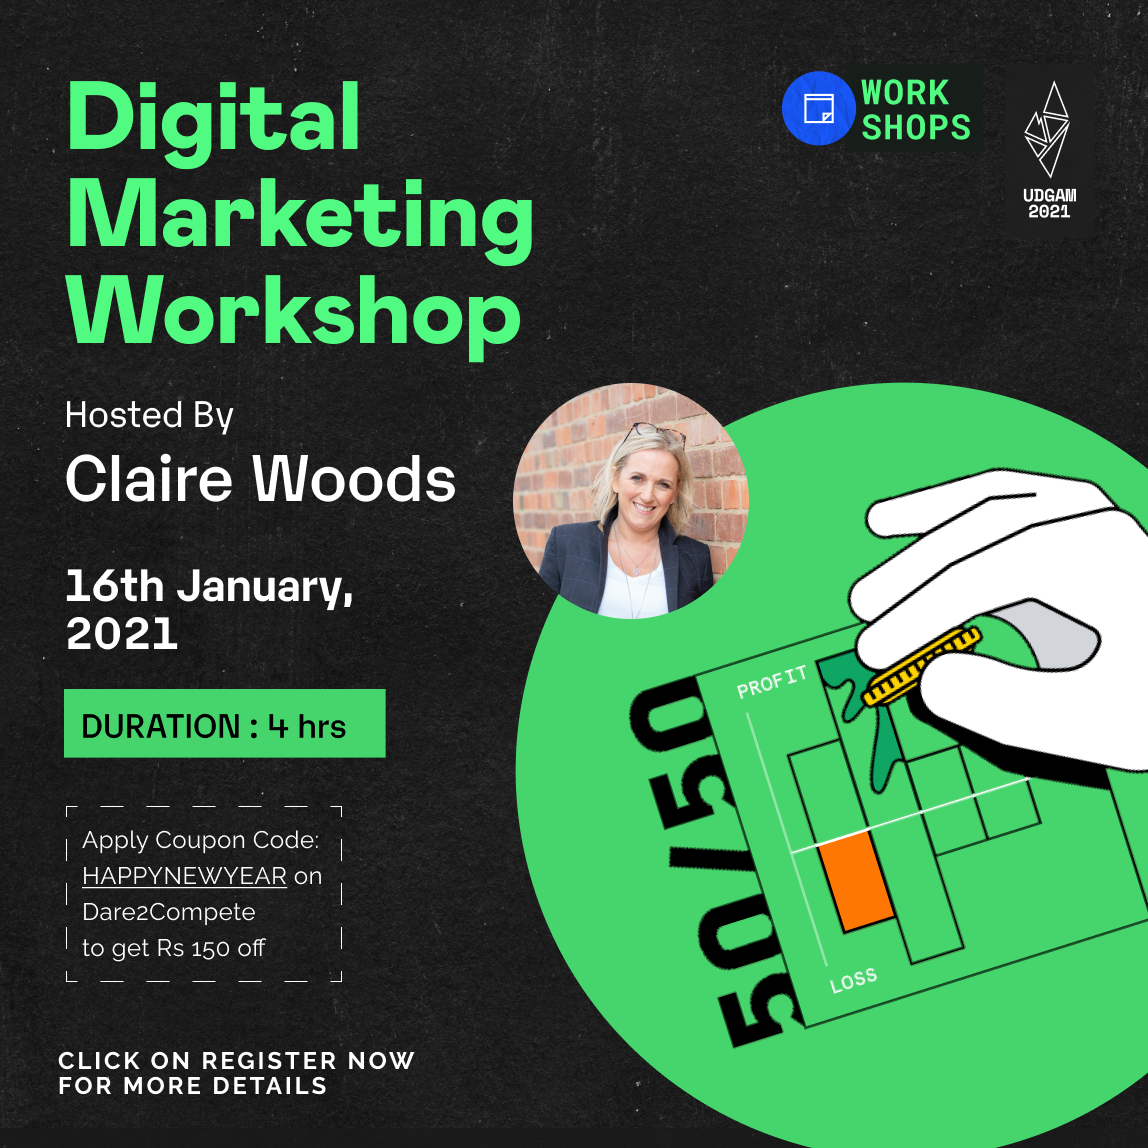 Digital
Marketing
Workshop
WORK
SHOPS
UDGAM
2021
Hosted By
Claire Woods
16th January,
2021
DURATION : 4 hrs
Apply Coupon Code:
HAPPYNEWYEAR on
Dare2Compete
to get Rs 150 off
CLICK ON REGISTER NOW
FOR MORE DETAILS
50/50
PROFIT
LOSS